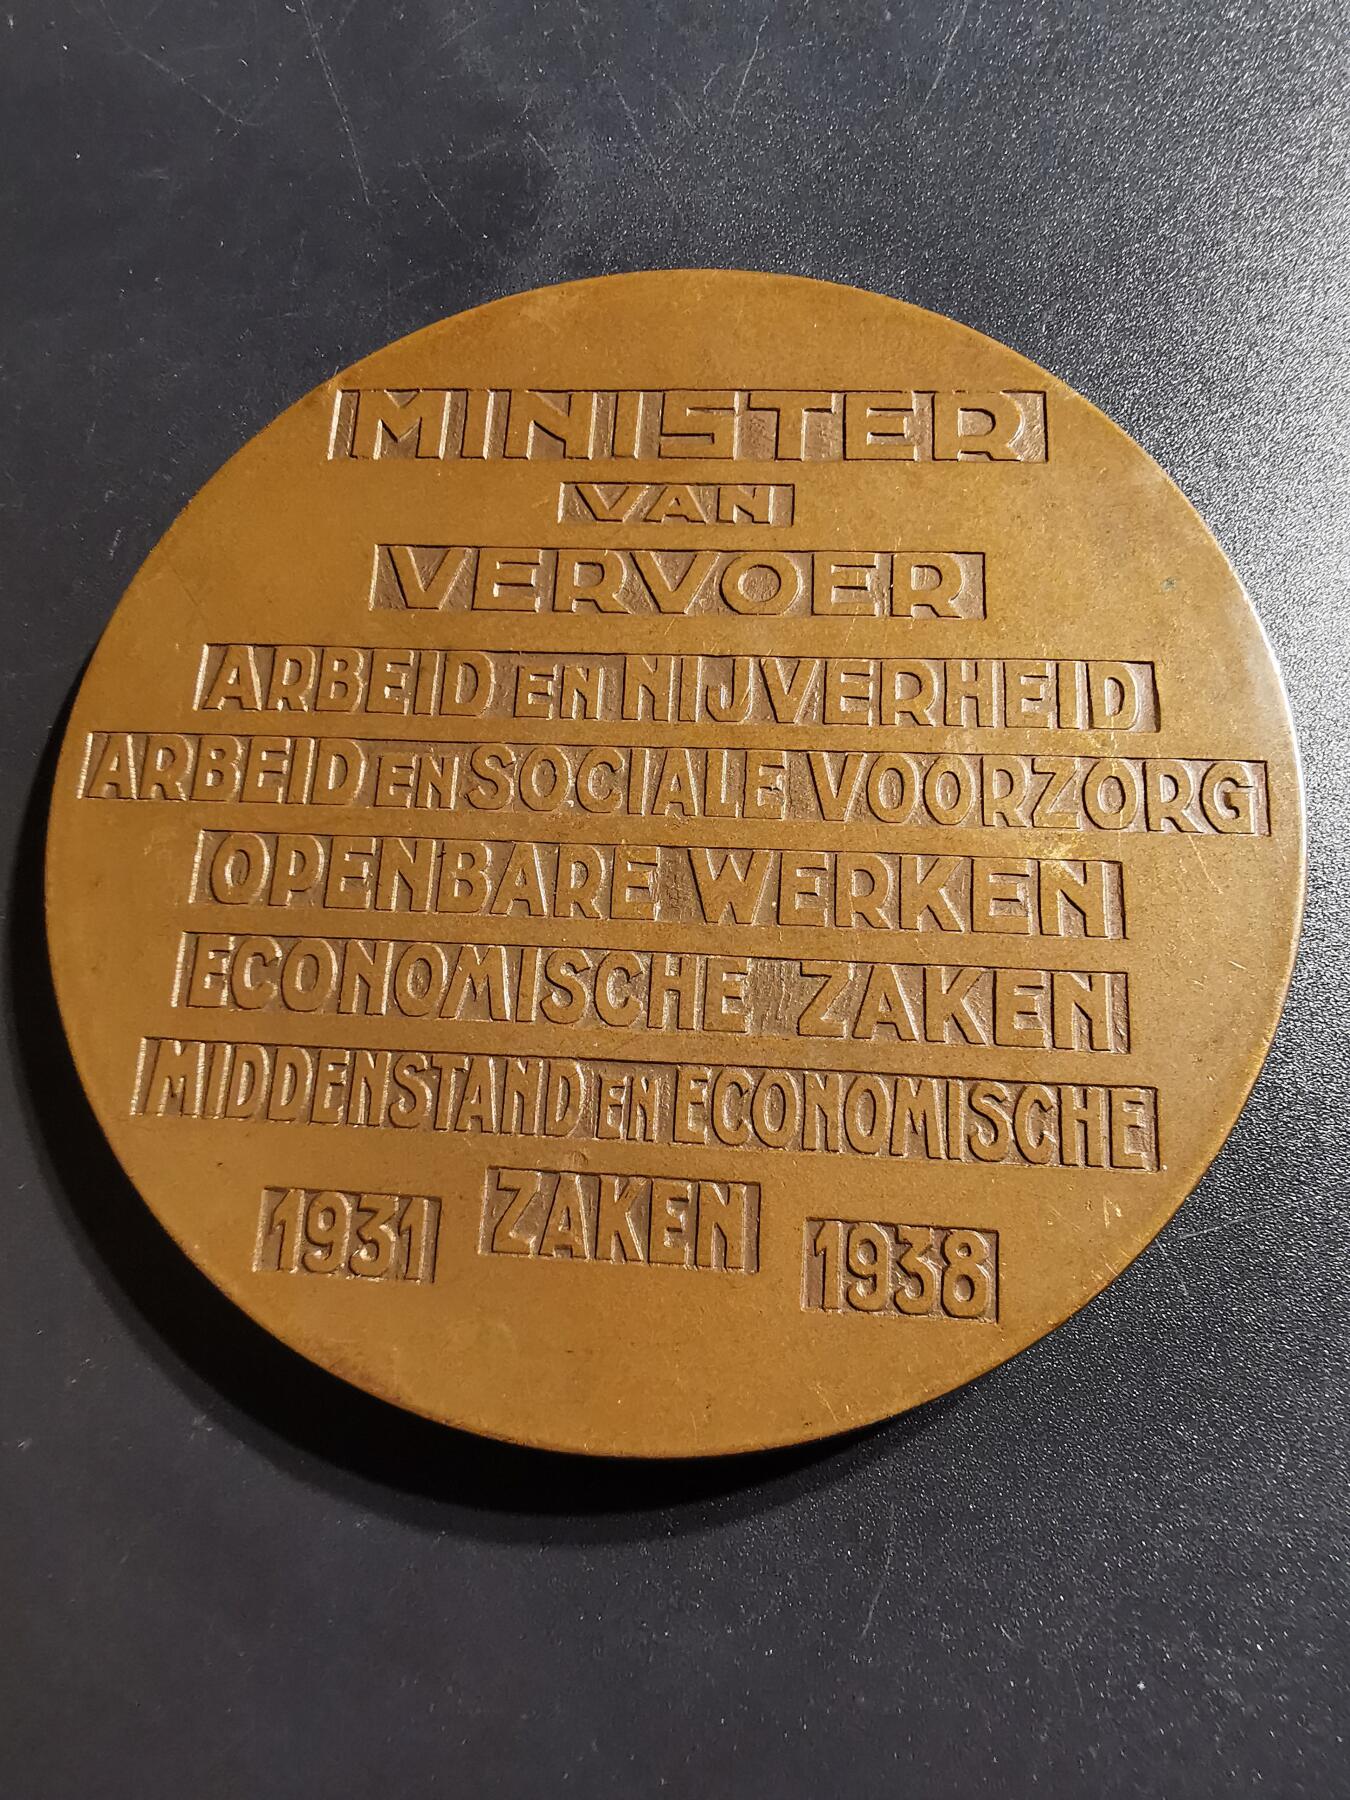 MINISTER
VAN
VERVOER
ARBEID EN NIJVERHEID
ARBEID EN SOCIALE VOORZORG
OPENBARE WERKEN
ECONOMISCHE ZAKEN
MIDDENSTAND EN ECONOMISCHE
ZAKEN
1931 1938